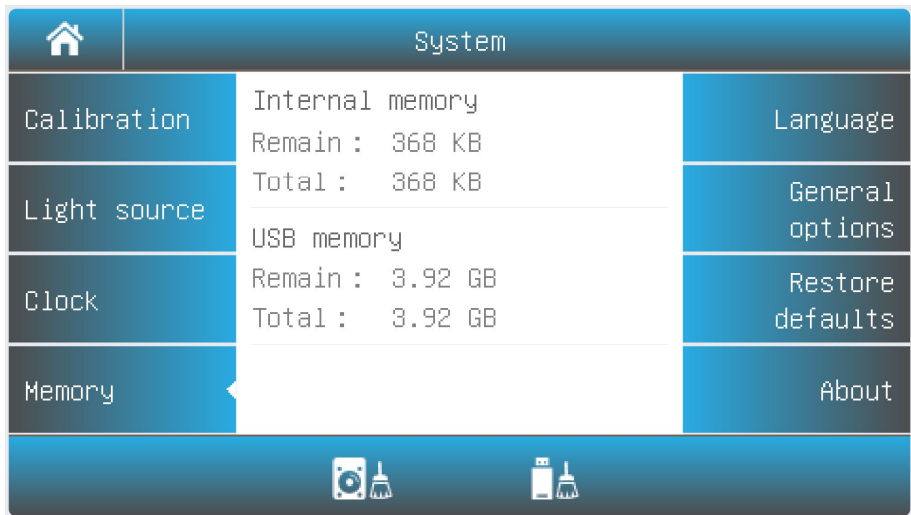 System
Calibration
Light source
Clock
Memory
Internal memory
Remain : 368 KB
Total : 368 KB
USB memory
Remain : 3.92 GB
Total : 3.92 GB
Language
General
options
Restore
defaults
About